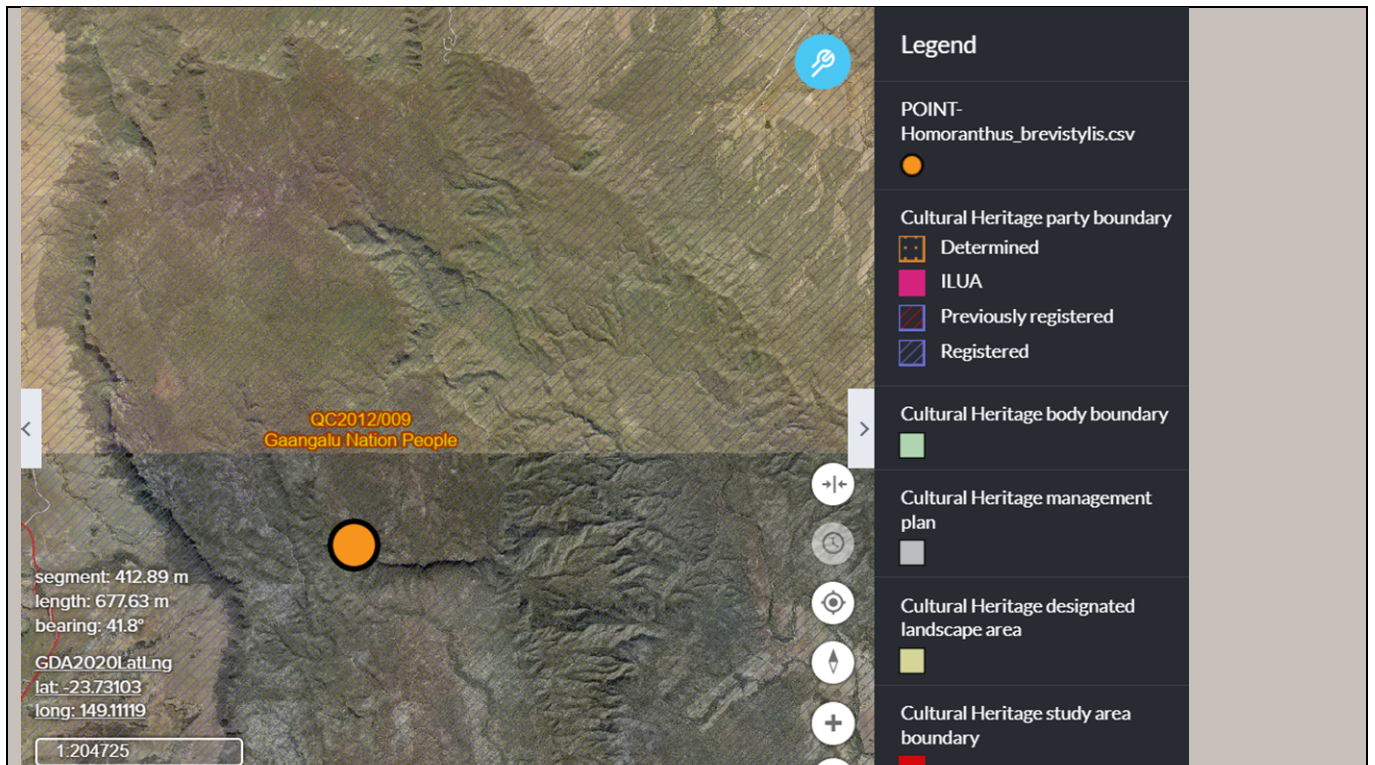 QC2012/009
Gaangalu Nation People
segment: 412.89 m
length: 677.63 m
bearing: 41.8°
GDA2020LatLng
lat: -23.73103
long: 149.11119
1:204725
Legend
POINT-
Homoranthus_brevistylis.csv
Cultural Heritage party boundary
Determined
ILUA
Previously registered
Registered
Cultural Heritage body boundary
Cultural Heritage management
plan
Cultural Heritage designated
landscape area
Cultural Heritage study area
boundary